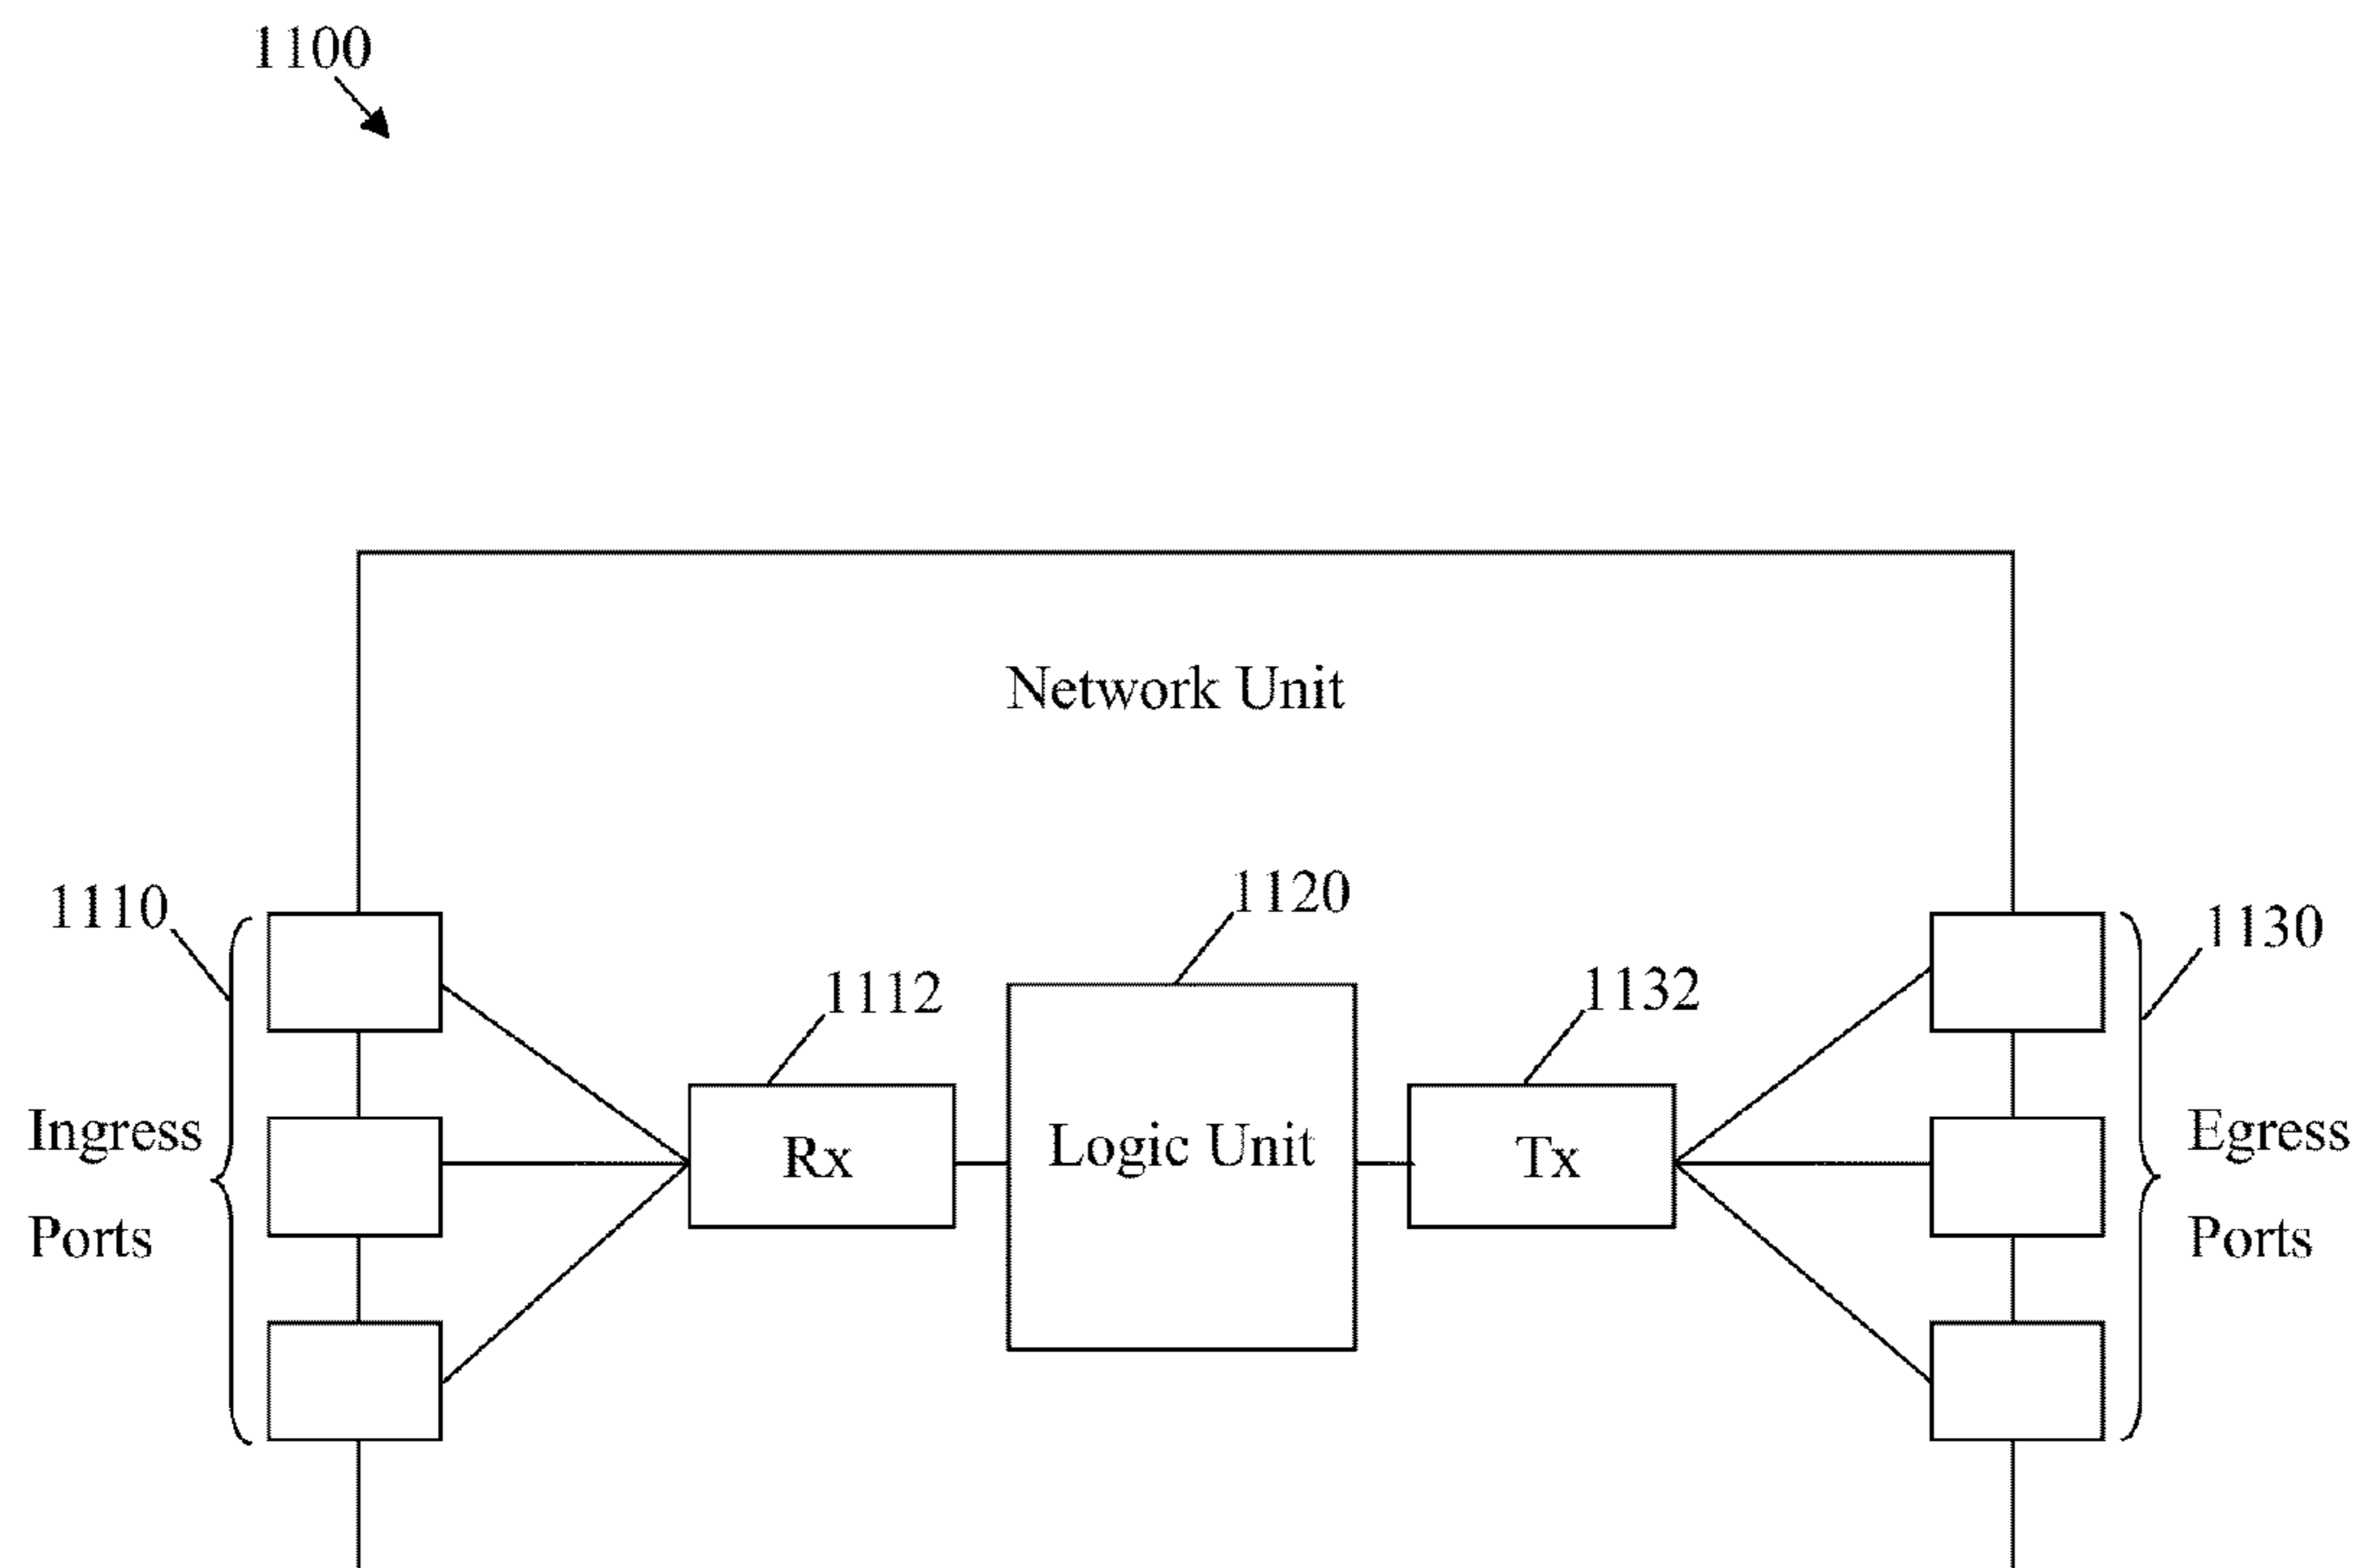 1100
Network Unit
1110
1120
1130
1112
1132
Ingress
Ports
Rx
Logic Unit
Tx
Egress
Ports